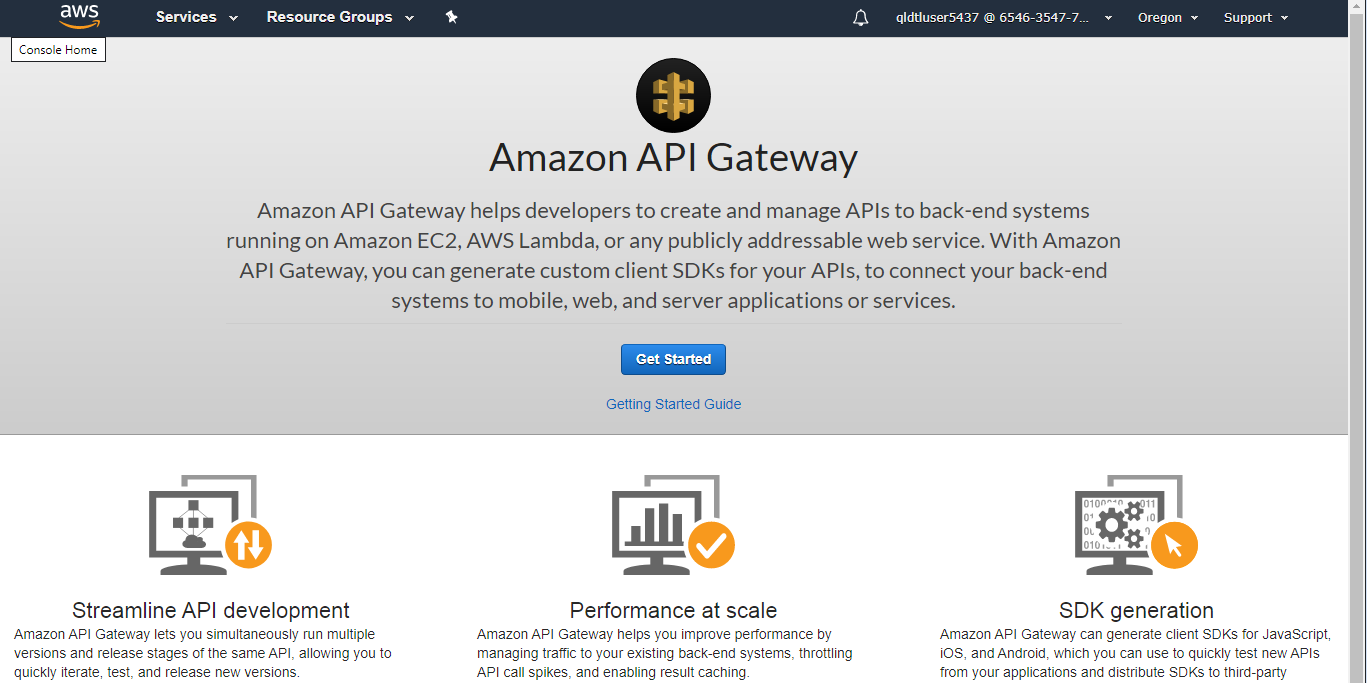 aws
Services
Resource Groups
qldtluser5437 @ 6546-3547-7...
Oregon
Support
Console Home
Amazon API Gateway
Amazon API Gateway helps developers to create and manage APIs to back-end systems
running on Amazon EC2, AWS Lambda, or any publicly addressable web service. With Amazon
API Gateway, you can generate custom client SDKs for your APIs, to connect your back-end
systems to mobile, web, and server applications or services.
Get Started
Getting Started Guide
Streamline API development
Amazon API Gateway lets you simultaneously run multiple
versions and release stages of the same API, allowing you to
quickly iterate, test, and release new versions.
Performance at scale
Amazon API Gateway helps you improve performance by
managing traffic to your existing back-end systems, throttling
API call spikes, and enabling result caching.
SDK generation
Amazon API Gateway can generate client SDKs for JavaScript,
iOS, and Android, which you can use to quickly test new APIs
from your applications and distribute SDKs to third-party